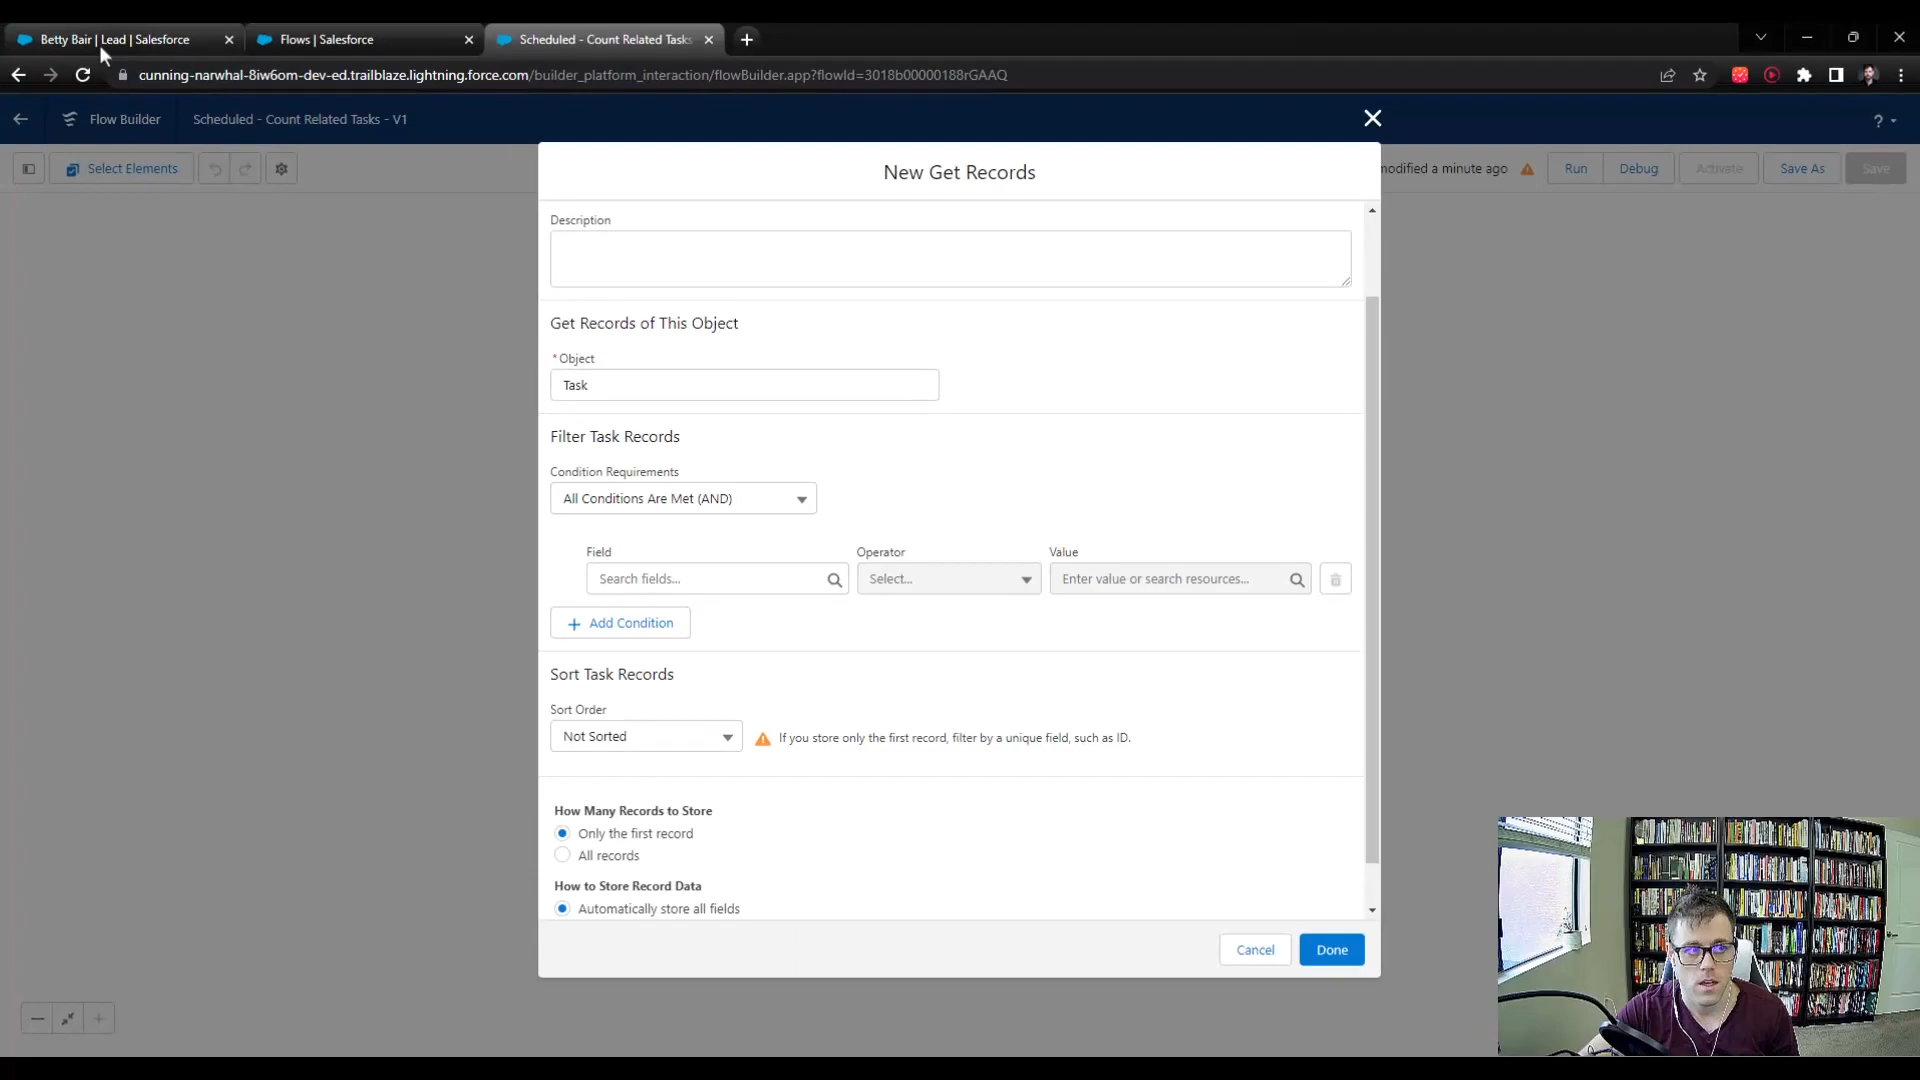 Betty Bair | Lead | Salesforce
Flows | Salesforce
Scheduled - Count Related Tasks
cunning-narwhal-8iw6om-dev-ed.trailblaze.lightning.force.com/builder_platform_interaction/flowBuilder.app?flowId=3018b00000188rGAAQ
Flow Builder
Scheduled - Count Related Tasks - V1
?
Select Elements
modified a minute ago
Run
Debug
Activate
Save As
Save
New Get Records
Description
Get Records of This Object
* Object
Task
Filter Task Records
Condition Requirements
All Conditions Are Met (AND)
Field
Operator
Value
Search fields...
Select...
Enter value or search resources...
+ Add Condition
Sort Task Records
Sort Order
Not Sorted
If you store only the first record, filter by a unique field, such as ID.
How Many Records to Store
Only the first record
All records
How to Store Record Data
Automatically store all fields
Cancel
Done